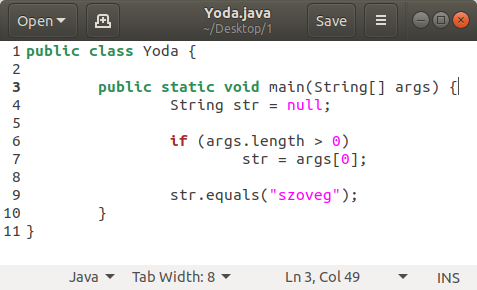 Open Yoda.java Save
~/Desktop/1
1 public class Yoda {
2
3         public static void main(String[] args) {
4                 String str = null;
5
6                 if (args.length > 0)
7                         str = args[0];
8
9                 str.equals("szoveg");
10         }
11 }
Java Tab Width: 8 Ln 3, Col 49 INS